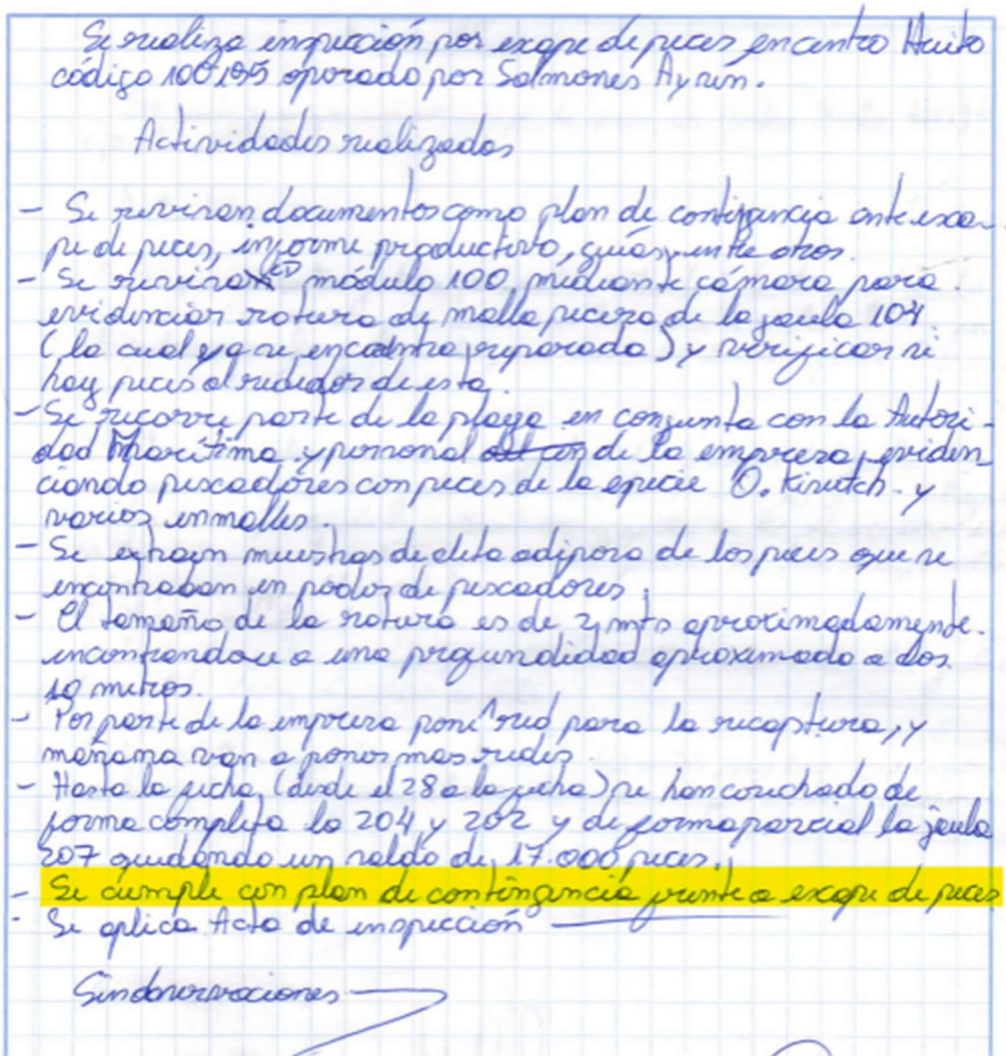 Se realiza inspección por escape de peces en centro Huito
código 100195 operado por Salmones Aysén.
Actividades realizadas
- Se revisan documentos como plan de contingencia ante esca-
pe de peces, informe productivo, guías, entre otros.
- Se revisa módulo 100, mediante cámara para
evidenciar rotura de malla pecera de la jaula 104
(la cual ya se encuentra reparada) y verificar si
hay peces alrededor de esta.
- Se recorre parte de la playa en conjunto con la Autori-
dad Marítima y personal de la empresa, eviden
ciando pescadores con peces de la especie O. Kisutch. y
varios enmalles.
- Se extraen muestras de aleta adiposa de los peces que se
encontraban en poder de pescadores.
- El tamaño de la rotura es de 2 mts aproximadamente.
encontrandose a una profundidad aproximada a los
10 metros.
- Por parte de la empresa pone red para la recaptura, y
mañana van a poner mas redes.
- Hasta la fecha, (desde el 28 a la fecha) se han cosechado de
forma completa la 204 y 202 y de forma parcial la jaula
207 quedando un saldo de 17.000 peces.
- Se cumple con plan de contingencia frente a escape de peces
- Se aplica Acta de inspección
Sin observaciones